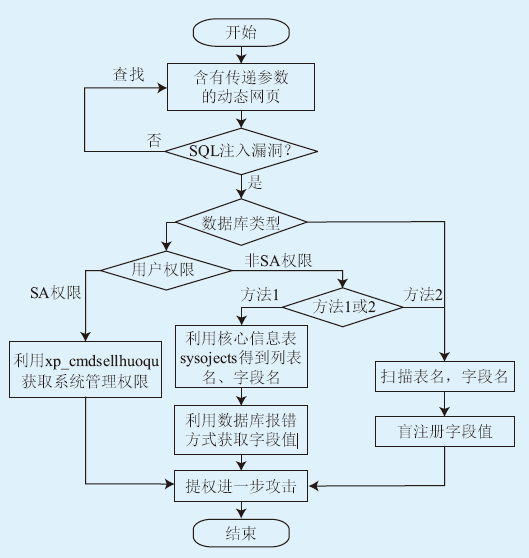 开始
查找
含有传递参数
的动态网页
否
SQL注入漏洞?
是
数据库类型
用户权限
非SA权限
SA权限
方法1
方法1或2
方法2
利用核心信息表
sysojects得到列表
名、字段名
利用xp_cmdsellhuoqu
获取系统管理权限
扫描表名，字段名
利用数据库报错
方式获取字段值
盲注册字段值
提权进一步攻击
结束